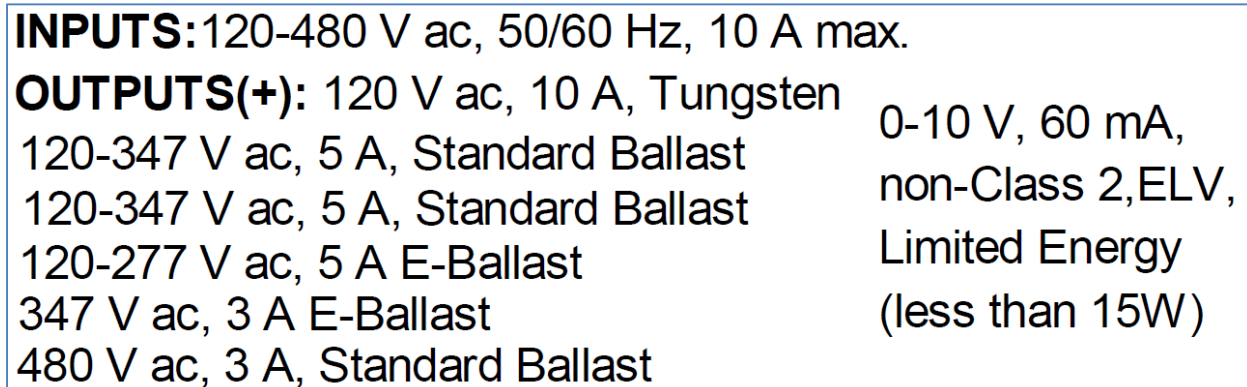 INPUTS:120-480 V ac, 50/60 Hz, 10 A max.
OUTPUTS(+): 120 V ac, 10 A, Tungsten
120-347 V ac, 5 A, Standard Ballast
120-347 V ac, 5 A, Standard Ballast
120-277 V ac, 5 A E-Ballast
347 V ac, 3 A E-Ballast
480 V ac, 3 A, Standard Ballast
0-10 V, 60 mA,
non-Class 2,ELV,
Limited Energy
(less than 15W)